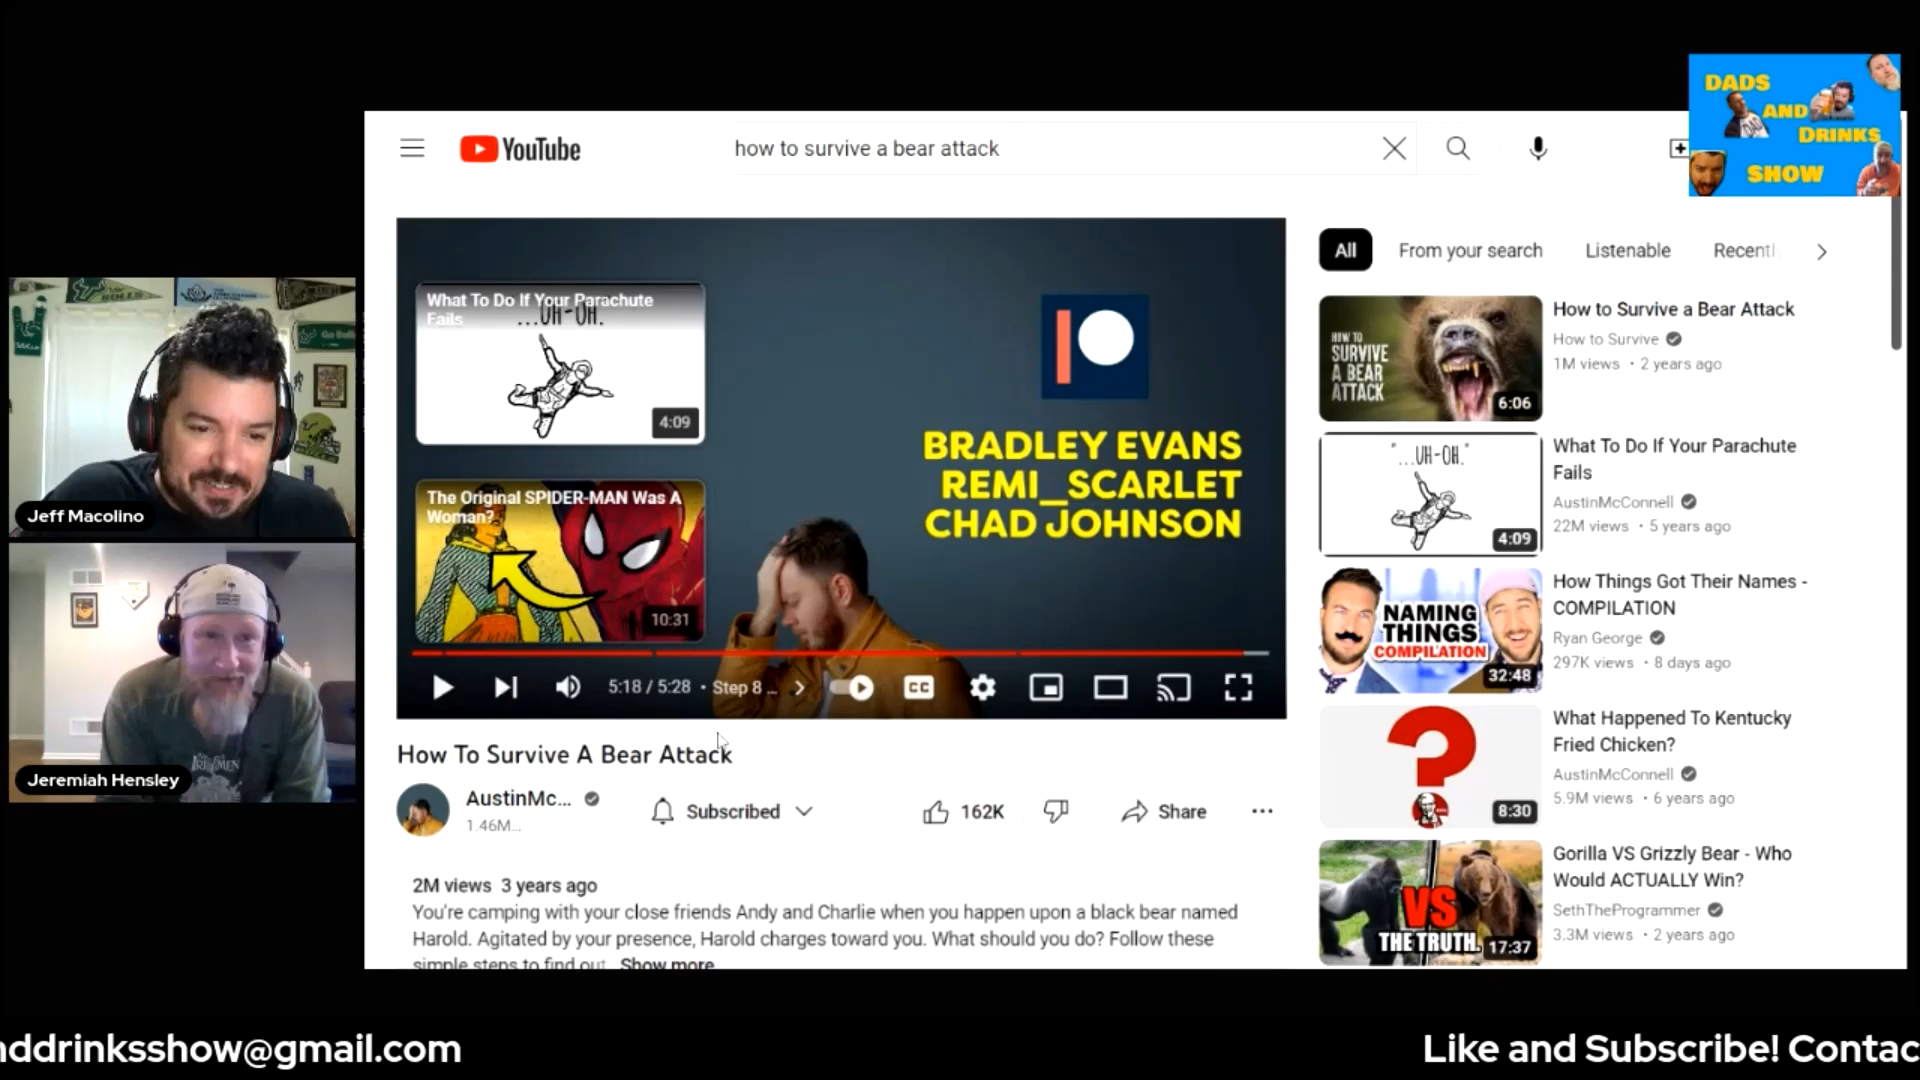 DADS
AND
DRINKS
SHOW
YouTube
how to survive a bear attack
Jeff Macolino
Jeremiah Hensley
What To Do If Your Parachute
Fails
...UH-OH.
4:09
The Original SPIDER-MAN Was A
Woman?
10:31
BRADLEY EVANS
REMI_SCARLET
CHAD JOHNSON
5:18 / 5:28 • Step 8 ...
CC
How To Survive A Bear Attack
AustinMc...
1.46M...
Subscribed
162K
Share
2M views 3 years ago
You're camping with your close friends Andy and Charlie when you happen upon a black bear named
Harold. Agitated by your presence, Harold charges toward you. What should you do? Follow these
simple steps to find out. Show more
All
From your search
Listenable
Recentl
HOW TO
SURVIVE
A BEAR
ATTACK
6:06
How to Survive a Bear Attack
How to Survive
1M views • 2 years ago
"...UH-OH."
4:09
What To Do If Your Parachute
Fails
AustinMcConnell
22M views • 5 years ago
NAMING
THINGS
COMPILATION
32:48
How Things Got Their Names -
COMPILATION
Ryan George
297K views • 8 days ago
?
8:30
What Happened To Kentucky
Fried Chicken?
AustinMcConnell
5.9M views • 6 years ago
VS
THE TRUTH.
17:37
Gorilla VS Grizzly Bear - Who
Would ACTUALLY Win?
SethTheProgrammer
3.3M views • 2 years ago
nddrinksshow@gmail.com
Like and Subscribe! Contac